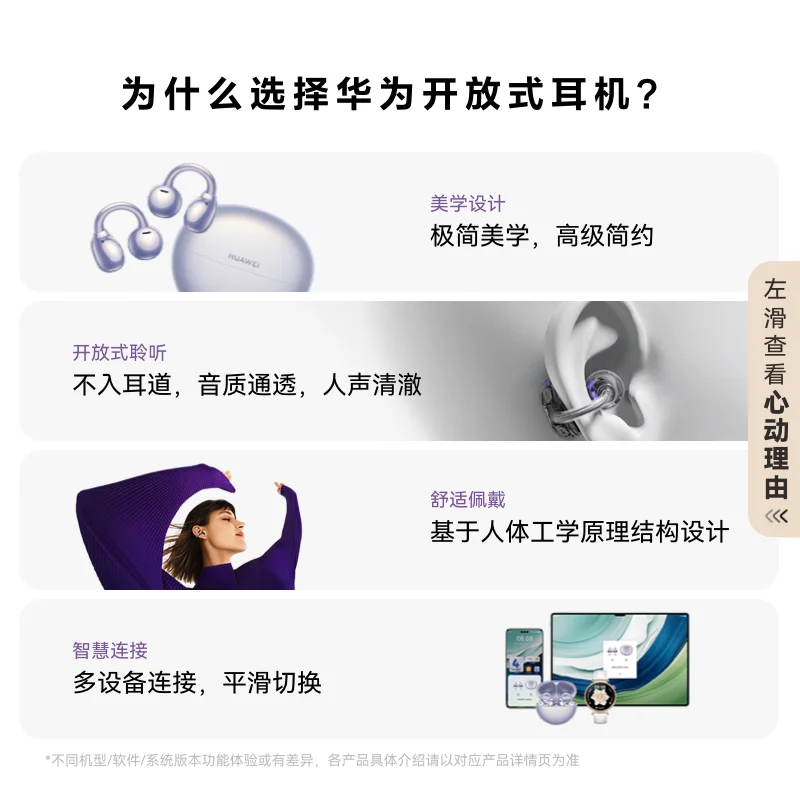 为什么选择华为开放式耳机?
HUAWEI
美学设计
极简美学，高级简约
开放式聆听
不入耳道，音质通透，人声清澈
左滑查看心动理由
舒适佩戴
基于人体工学原理结构设计
智慧连接
多设备连接，平滑切换
08:08
*不同机型/软件/系统版本功能体验或有差异，各产品具体介绍请以对应产品详情页为准